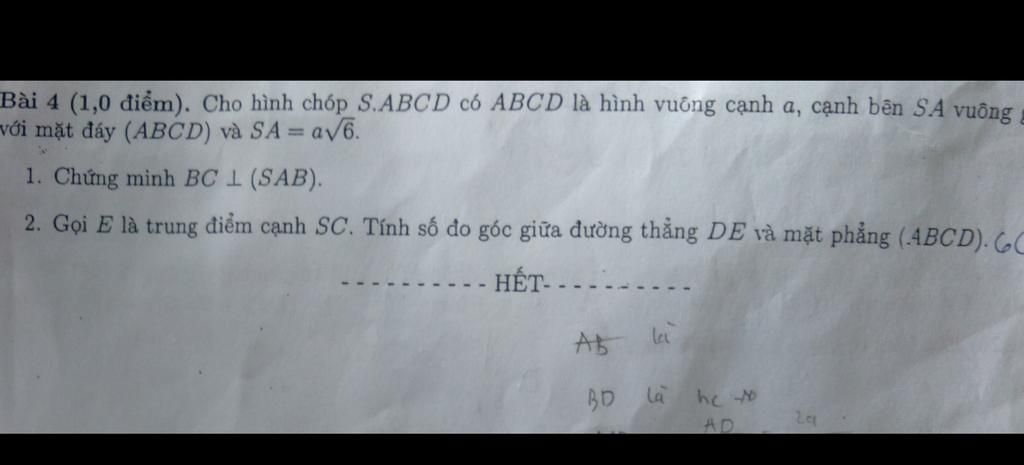 Bài 4 (1,0 điểm). Cho hình chóp S.ABCD có ABCD là hình vuông cạnh a, cạnh bên SA vuông
với mặt đáy (ABCD) và SA = a√6.
1. Chứng minh BC ⊥ (SAB).
2. Gọi E là trung điểm cạnh SC. Tính số đo góc giữa đường thẳng DE và mặt phẳng (ABCD).
- - - - - - - - - - HẾT- - - - - - - - - -
AB là
BD là hc
AD 2a